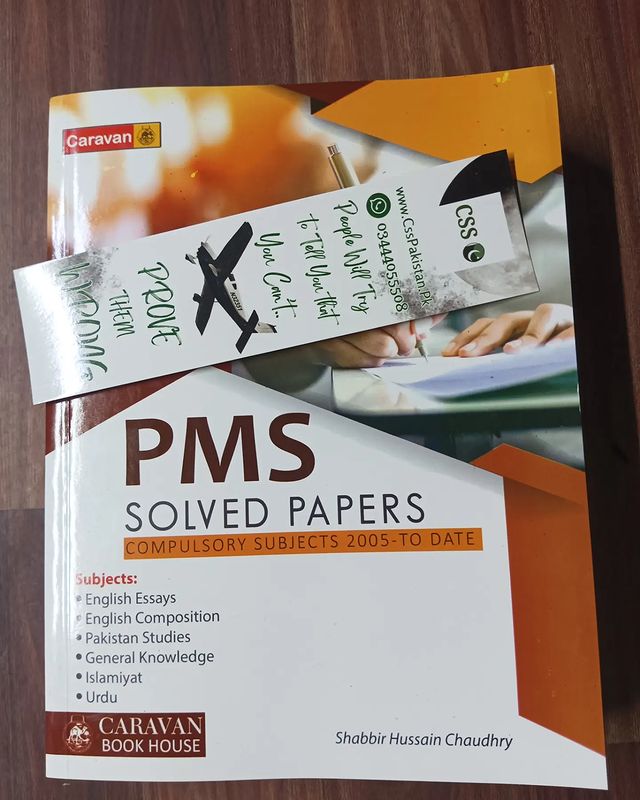 Caravan
CSS
www.CssPakistan.Pk
03444055508
People Will Try
to Tell You That
You Can't..
PROVE
THEM
WRONG
PMS
SOLVED PAPERS
COMPULSORY SUBJECTS 2005-TO DATE
Subjects:
• English Essays
• English Composition
• Pakistan Studies
• General Knowledge
• Islamiyat
• Urdu
CARAVAN
BOOK HOUSE
Shabbir Hussain Chaudhry